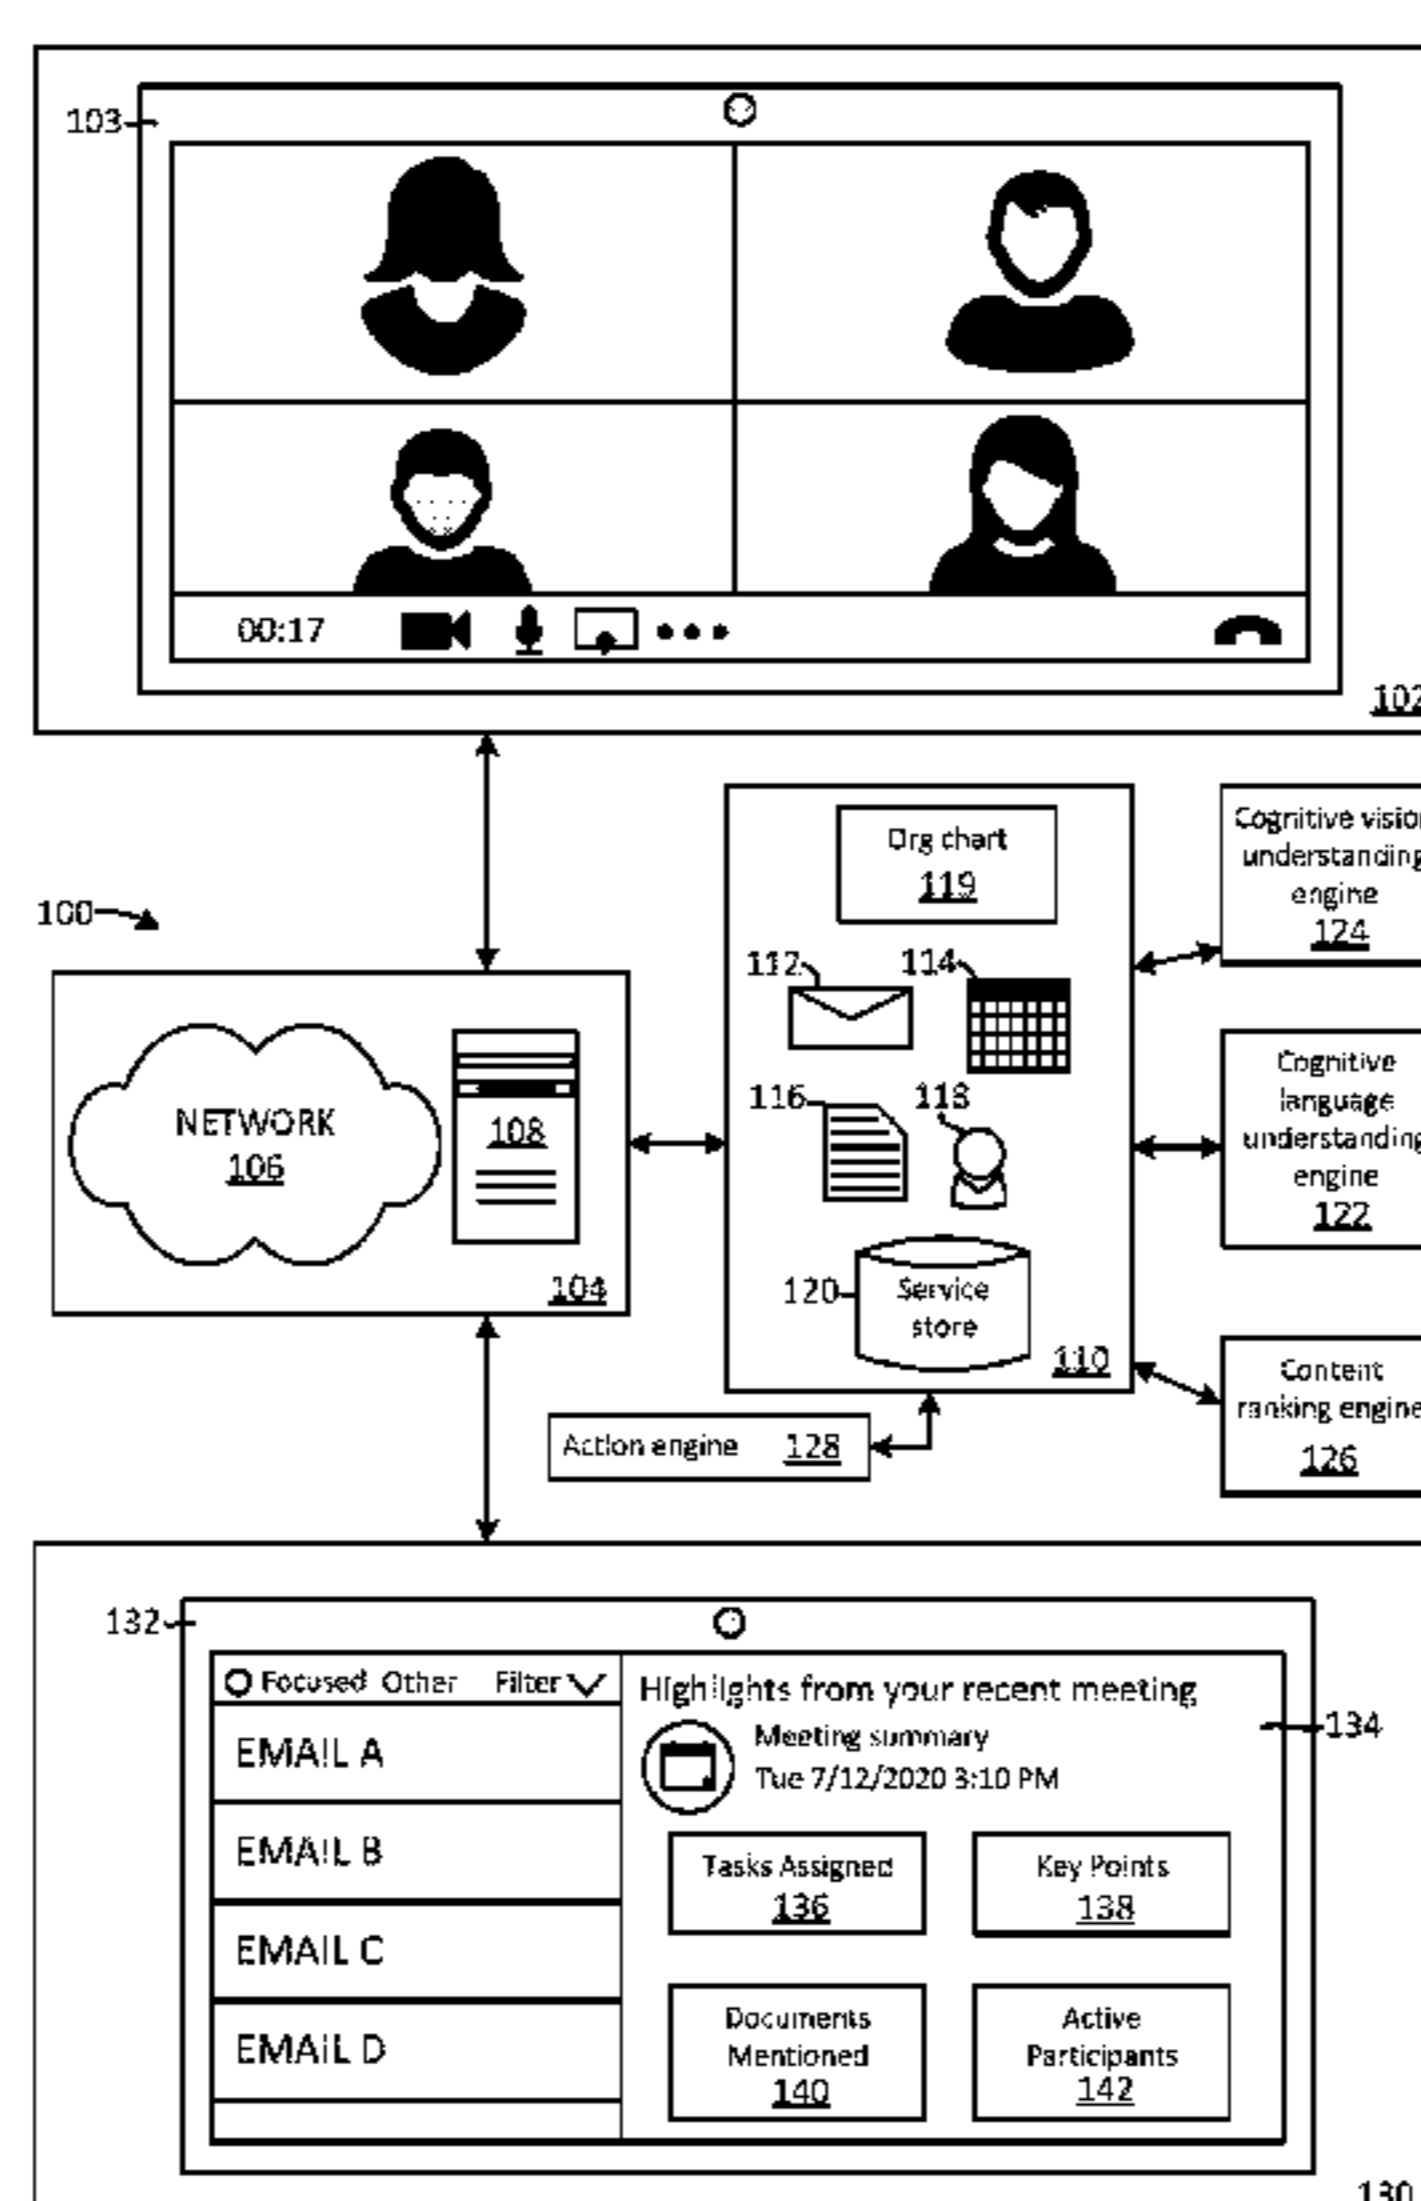 103
00:17
102
Org chart
119
Cognitive vision
understanding
engine
124
100
112
114
NETWORK
106
108
104
116
118
Cognitive
language
understanding
engine
122
120
Service
store
110
Content
ranking engine
126
Action engine 128
132
Focused Other Filter
Highlights from your recent meeting
Meeting summary
Tue 7/12/2020 3:10 PM
134
EMAIL A
EMAIL B
EMAIL C
EMAIL D
Tasks Assigned
136
Key Points
138
Documents
Mentioned
140
Active
Participants
142
130